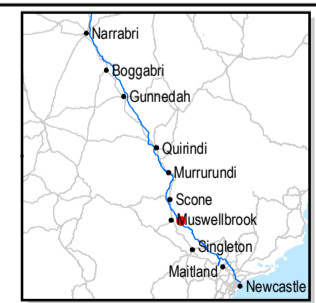 Narrabri
Boggabri
Gunnedah
Quirindi
Murrurundi
Scone
Muswellbrook
Singleton
Maitland
Newcastle